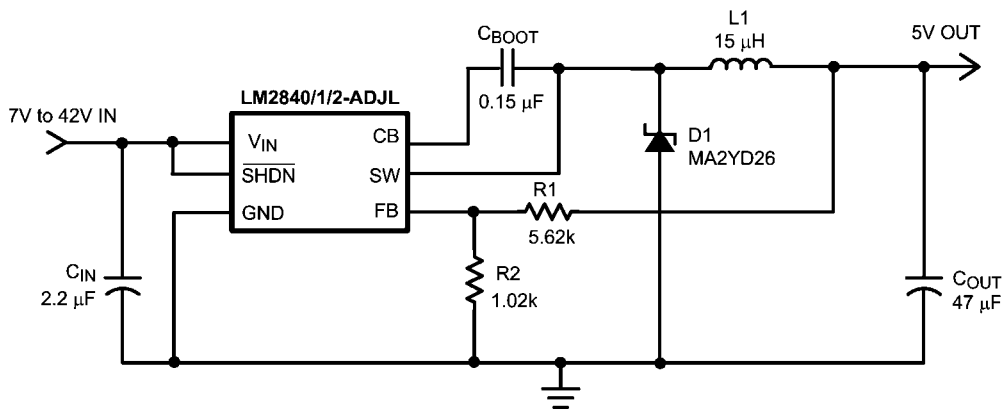 L1
15 μH
5V OUT
CBOOT
0.15 μF
LM2840/1/2-ADJL
7V to 42V IN
VIN
SHDN
GND
CB
SW
FB
D1
MA2YD26
R1
5.62k
R2
1.02k
CIN
2.2 μF
COUT
47 μF